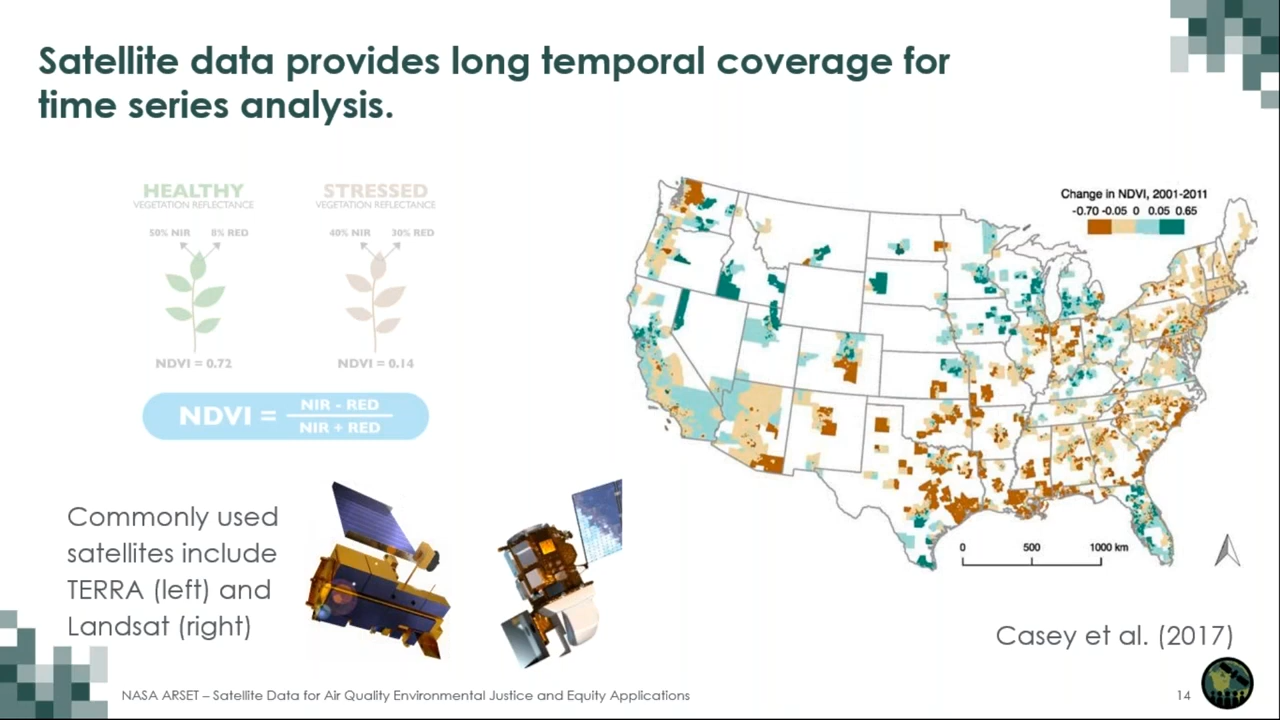 Satellite data provides long temporal coverage for
time series analysis.
HEALTHY
VEGETATION REFLECTANCE
50% NIR
8% RED
NDVI = 0.72
STRESSED
VEGETATION REFLECTANCE
40% NIR
30% RED
NDVI = 0.14
NDVI = NIR - RED
NIR + RED
Commonly used
satellites include
TERRA (left) and
Landsat (right)
Change in NDVI, 2001-2011
-0.70 -0.05 0 0.05 0.65
0 500 1000 km
Casey et al. (2017)
NASA ARSET – Satellite Data for Air Quality Environmental Justice and Equity Applications
14